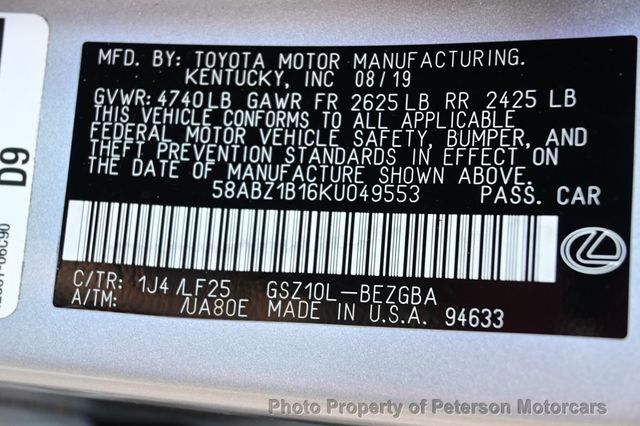 MFD. BY: TOYOTA MOTOR MANUFACTURING.
KENTUCKY, INC 08/19
GVWR: 4740LB GAWR FR 2625 LB RR 2425 LB
THIS VEHICLE CONFORMS TO ALL APPLICABLE
FEDERAL MOTOR VEHICLE SAFETY, BUMPER, AND
THEFT PREVENTION STANDARDS IN EFFECT ON
THE DATE OF MANUFACTURE SHOWN ABOVE.
58ABZ1B16KU049553 PASS. CAR
C/TR: 1J4 /LF25 GSZ10L-BEZGBA
A/TM: /UA80E MADE IN U.S.A. 94633
D9
Photo Property of Peterson Motorcars